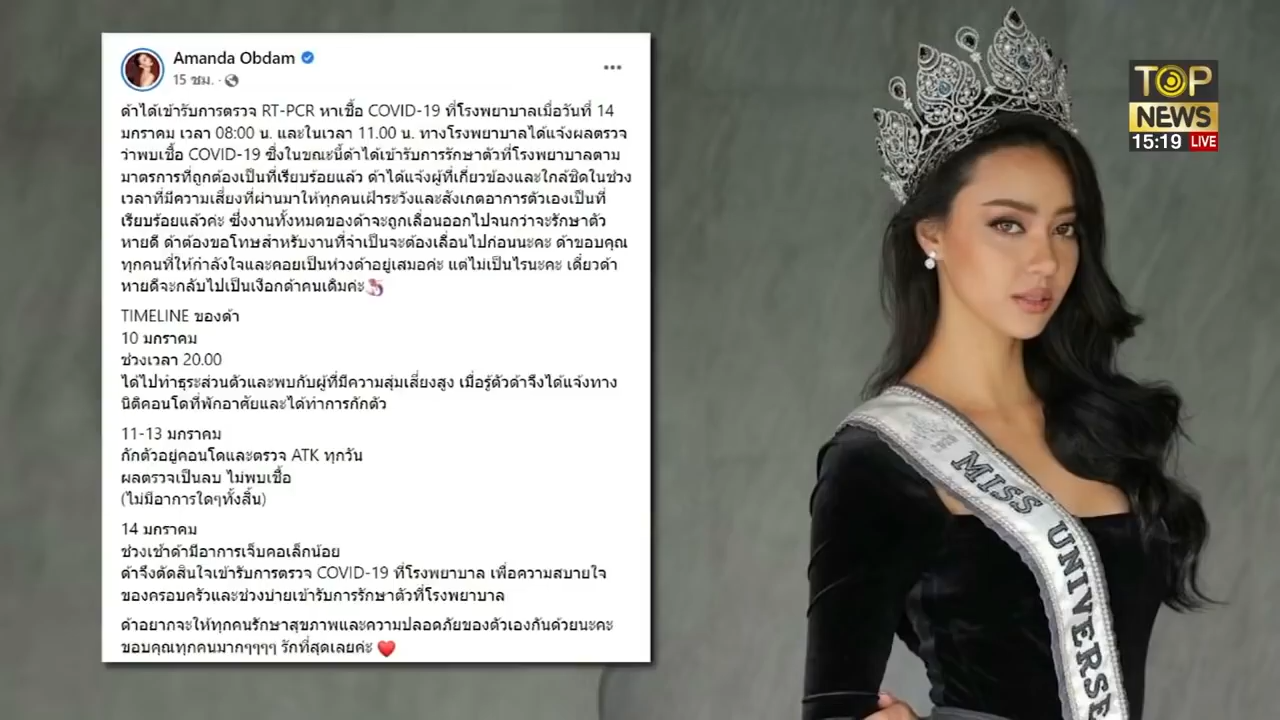 Amanda Obdam
15 ชม. ·
ด้าได้เข้ารับการตรวจ RT-PCR หาเชื้อ COVID-19 ที่โรงพยาบาลเมื่อวันที่ 14
มกราคม เวลา 08:00 น. และในเวลา 11.00 น. ทางโรงพยาบาลได้แจ้งผลตรวจ
ว่าพบเชื้อ COVID-19 ซึ่งในขณะนี้ด้าได้เข้ารับการรักษาตัวที่โรงพยาบาลตาม
มาตรการที่ถูกต้องเป็นที่เรียบร้อยแล้ว ด้าได้แจ้งผู้ที่เกี่ยวข้องและใกล้ชิดในช่วง
เวลาที่มีความเสี่ยงที่ผ่านมาให้ทุกคนเฝ้าระวังและสังเกตอาการตัวเองเป็นที่
เรียบร้อยแล้วค่ะ ซึ่งงานทั้งหมดของด้าจะถูกเลื่อนออกไปจนกว่าจะรักษาตัว
หายดี ด้าต้องขอโทษสำหรับงานที่จำเป็นจะต้องเลื่อนไปก่อนนะคะ ด้าขอบคุณ
ทุกคนที่ให้กำลังใจและคอยเป็นห่วงด้าอยู่เสมอค่ะ แต่ไม่เป็นไรนะคะ เดี๋ยวด้า
หายดีจะกลับไปเป็นเงือกด้าคนเดิมค่ะ
TIMELINE ของด้า
10 มกราคม
ช่วงเวลา 20.00
ได้ไปทำธุระส่วนตัวและพบกับผู้ที่มีความสุ่มเสี่ยงสูง เมื่อรู้ตัวด้าจึงได้แจ้งทาง
นิติคอนโดที่พักอาศัยและได้ทำการกักตัว
11-13 มกราคม
กักตัวอยู่คอนโดและตรวจ ATK ทุกวัน
ผลตรวจเป็นลบ ไม่พบเชื้อ
(ไม่มีอาการใดๆทั้งสิ้น)
14 มกราคม
ช่วงเช้าด้ามีอาการเจ็บคอเล็กน้อย
ด้าจึงตัดสินใจเข้ารับการตรวจ COVID-19 ที่โรงพยาบาล เพื่อความสบายใจ
ของครอบครัวและช่วงบ่ายเข้ารับการรักษาตัวที่โรงพยาบาล
ด้าอยากจะให้ทุกคนรักษาสุขภาพและความปลอดภัยของตัวเองกันด้วยนะคะ
ขอบคุณทุกคนมากๆๆๆๆ รักที่สุดเลยค่ะ ❤️
TOP
NEWS
15:19 LIVE
MISS UNIVERSE